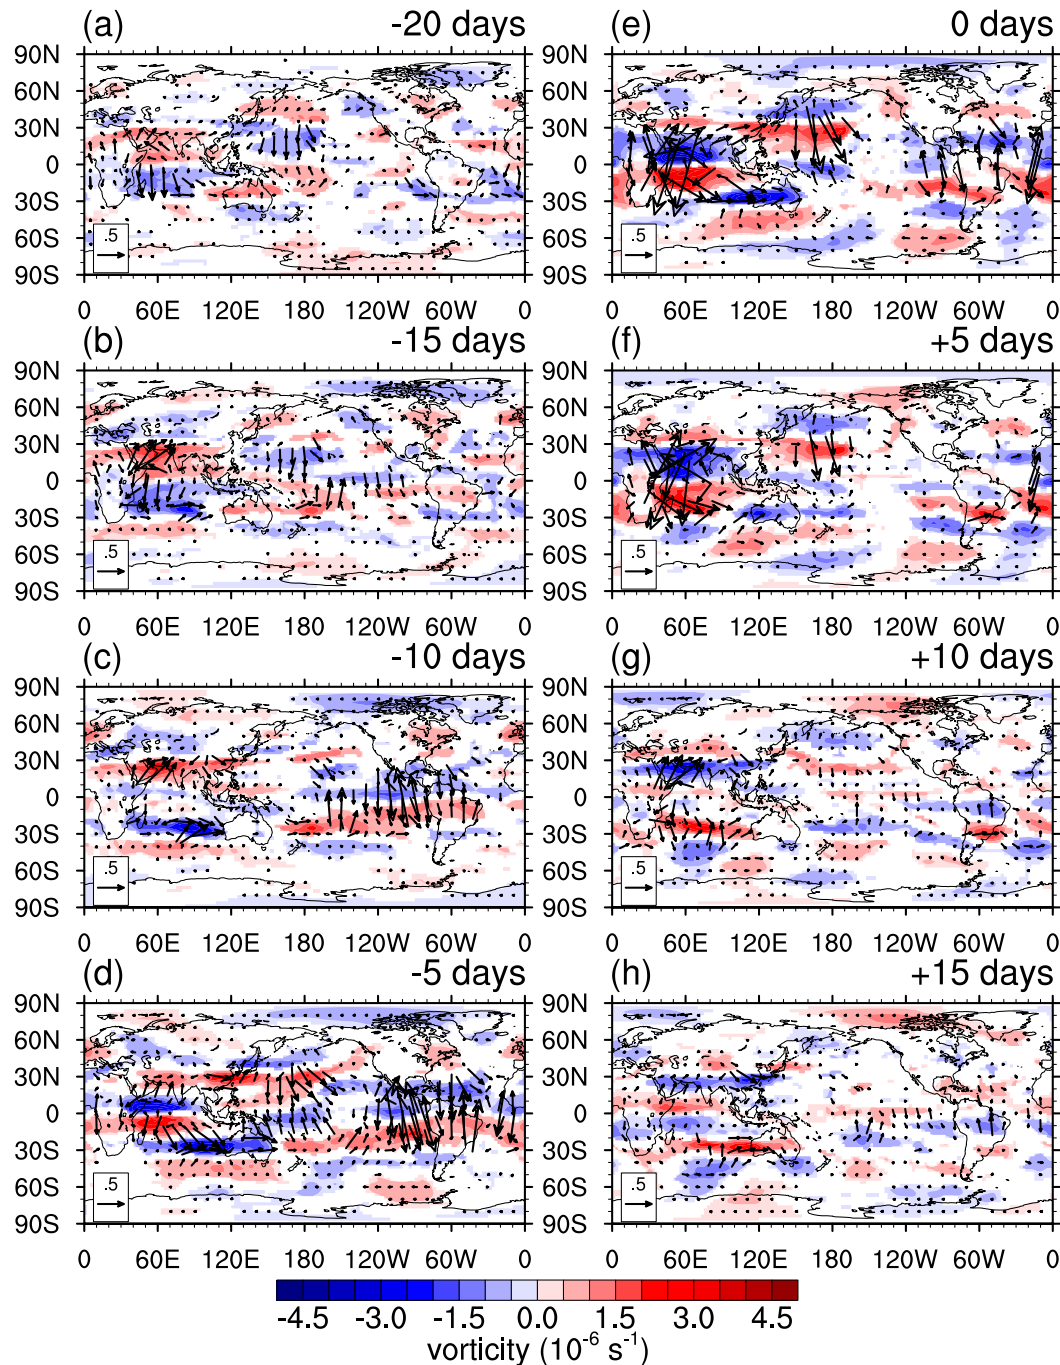 (a) -20 days
90N
60N
30N
0
30S
60S
90S
.5
0 60E 120E 180 120W 60W 0
(e) 0 days
90N
60N
30N
0
30S
60S
90S
.5
0 60E 120E 180 120W 60W 0
(b) -15 days
90N
60N
30N
0
30S
60S
90S
.5
0 60E 120E 180 120W 60W 0
(f) +5 days
90N
60N
30N
0
30S
60S
90S
.5
0 60E 120E 180 120W 60W 0
(c) -10 days
90N
60N
30N
0
30S
60S
90S
.5
0 60E 120E 180 120W 60W 0
(g) +10 days
90N
60N
30N
0
30S
60S
90S
.5
0 60E 120E 180 120W 60W 0
(d) -5 days
90N
60N
30N
0
30S
60S
90S
.5
0 60E 120E 180 120W 60W 0
(h) +15 days
90N
60N
30N
0
30S
60S
90S
.5
0 60E 120E 180 120W 60W 0
-4.5 -3.0 -1.5 0.0 1.5 3.0 4.5
vorticity (10⁻⁶ s⁻¹)